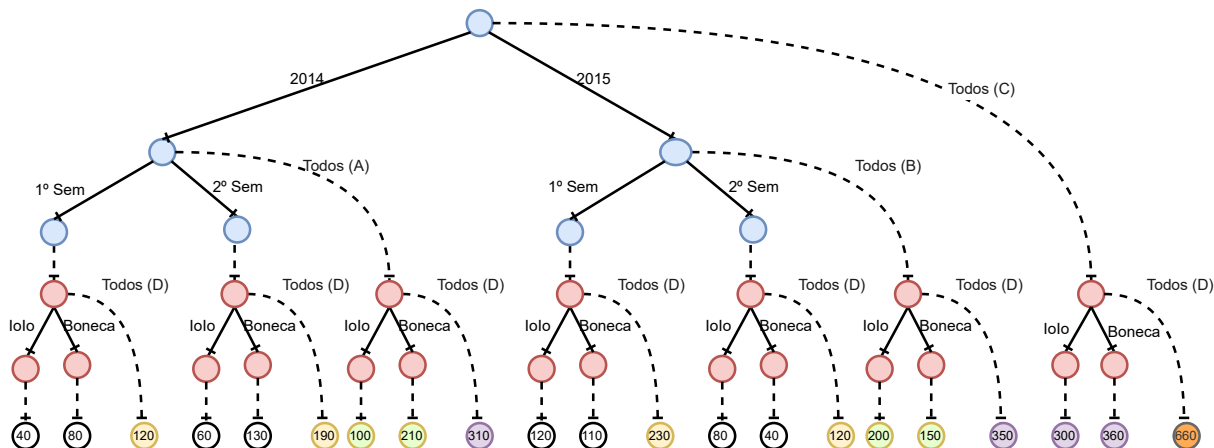 2014
2015
Todos (C)
Todos (A)
Todos (B)
1º Sem
2º Sem
1º Sem
2º Sem
Todos (D)
Todos (D)
Todos (D)
Todos (D)
Todos (D)
Todos (D)
Todos (D)
Iolo
Boneca
Iolo
Boneca
Iolo
Boneca
Iolo
Boneca
Iolo
Boneca
Iolo
Boneca
Iolo
Boneca
40
80
120
60
130
190
100
210
310
120
110
230
80
40
120
200
150
350
300
360
660